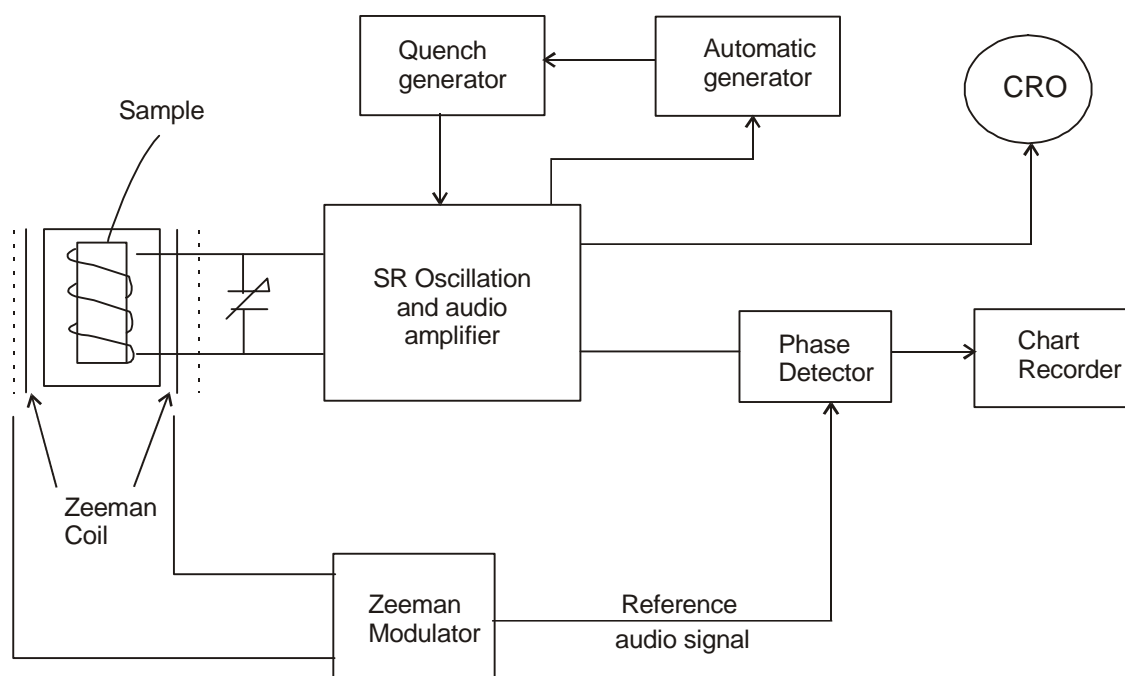 Quench
generator
Automatic
generator
CRO
Sample
SR Oscillation
and audio
amplifier
Phase
Detector
Chart
Recorder
Zeeman
Coil
Zeeman
Modulator
Reference
audio signal